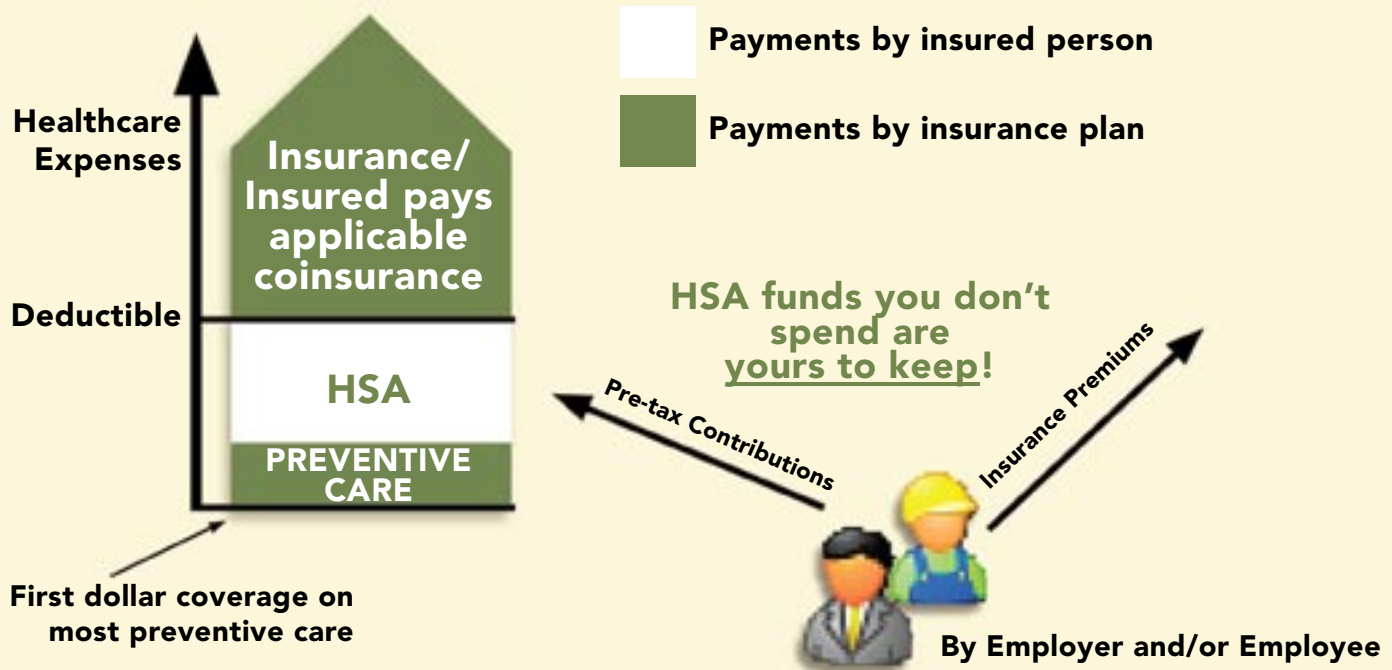 Payments by insured person
Payments by insurance plan
Healthcare
Expenses
Insurance/
Insured pays
applicable
coinsurance
Deductible
HSA
PREVENTIVE
CARE
First dollar coverage on
most preventive care
HSA funds you don’t
spend are
yours to keep!
Pre-tax Contributions
Insurance Premiums
By Employer and/or Employee